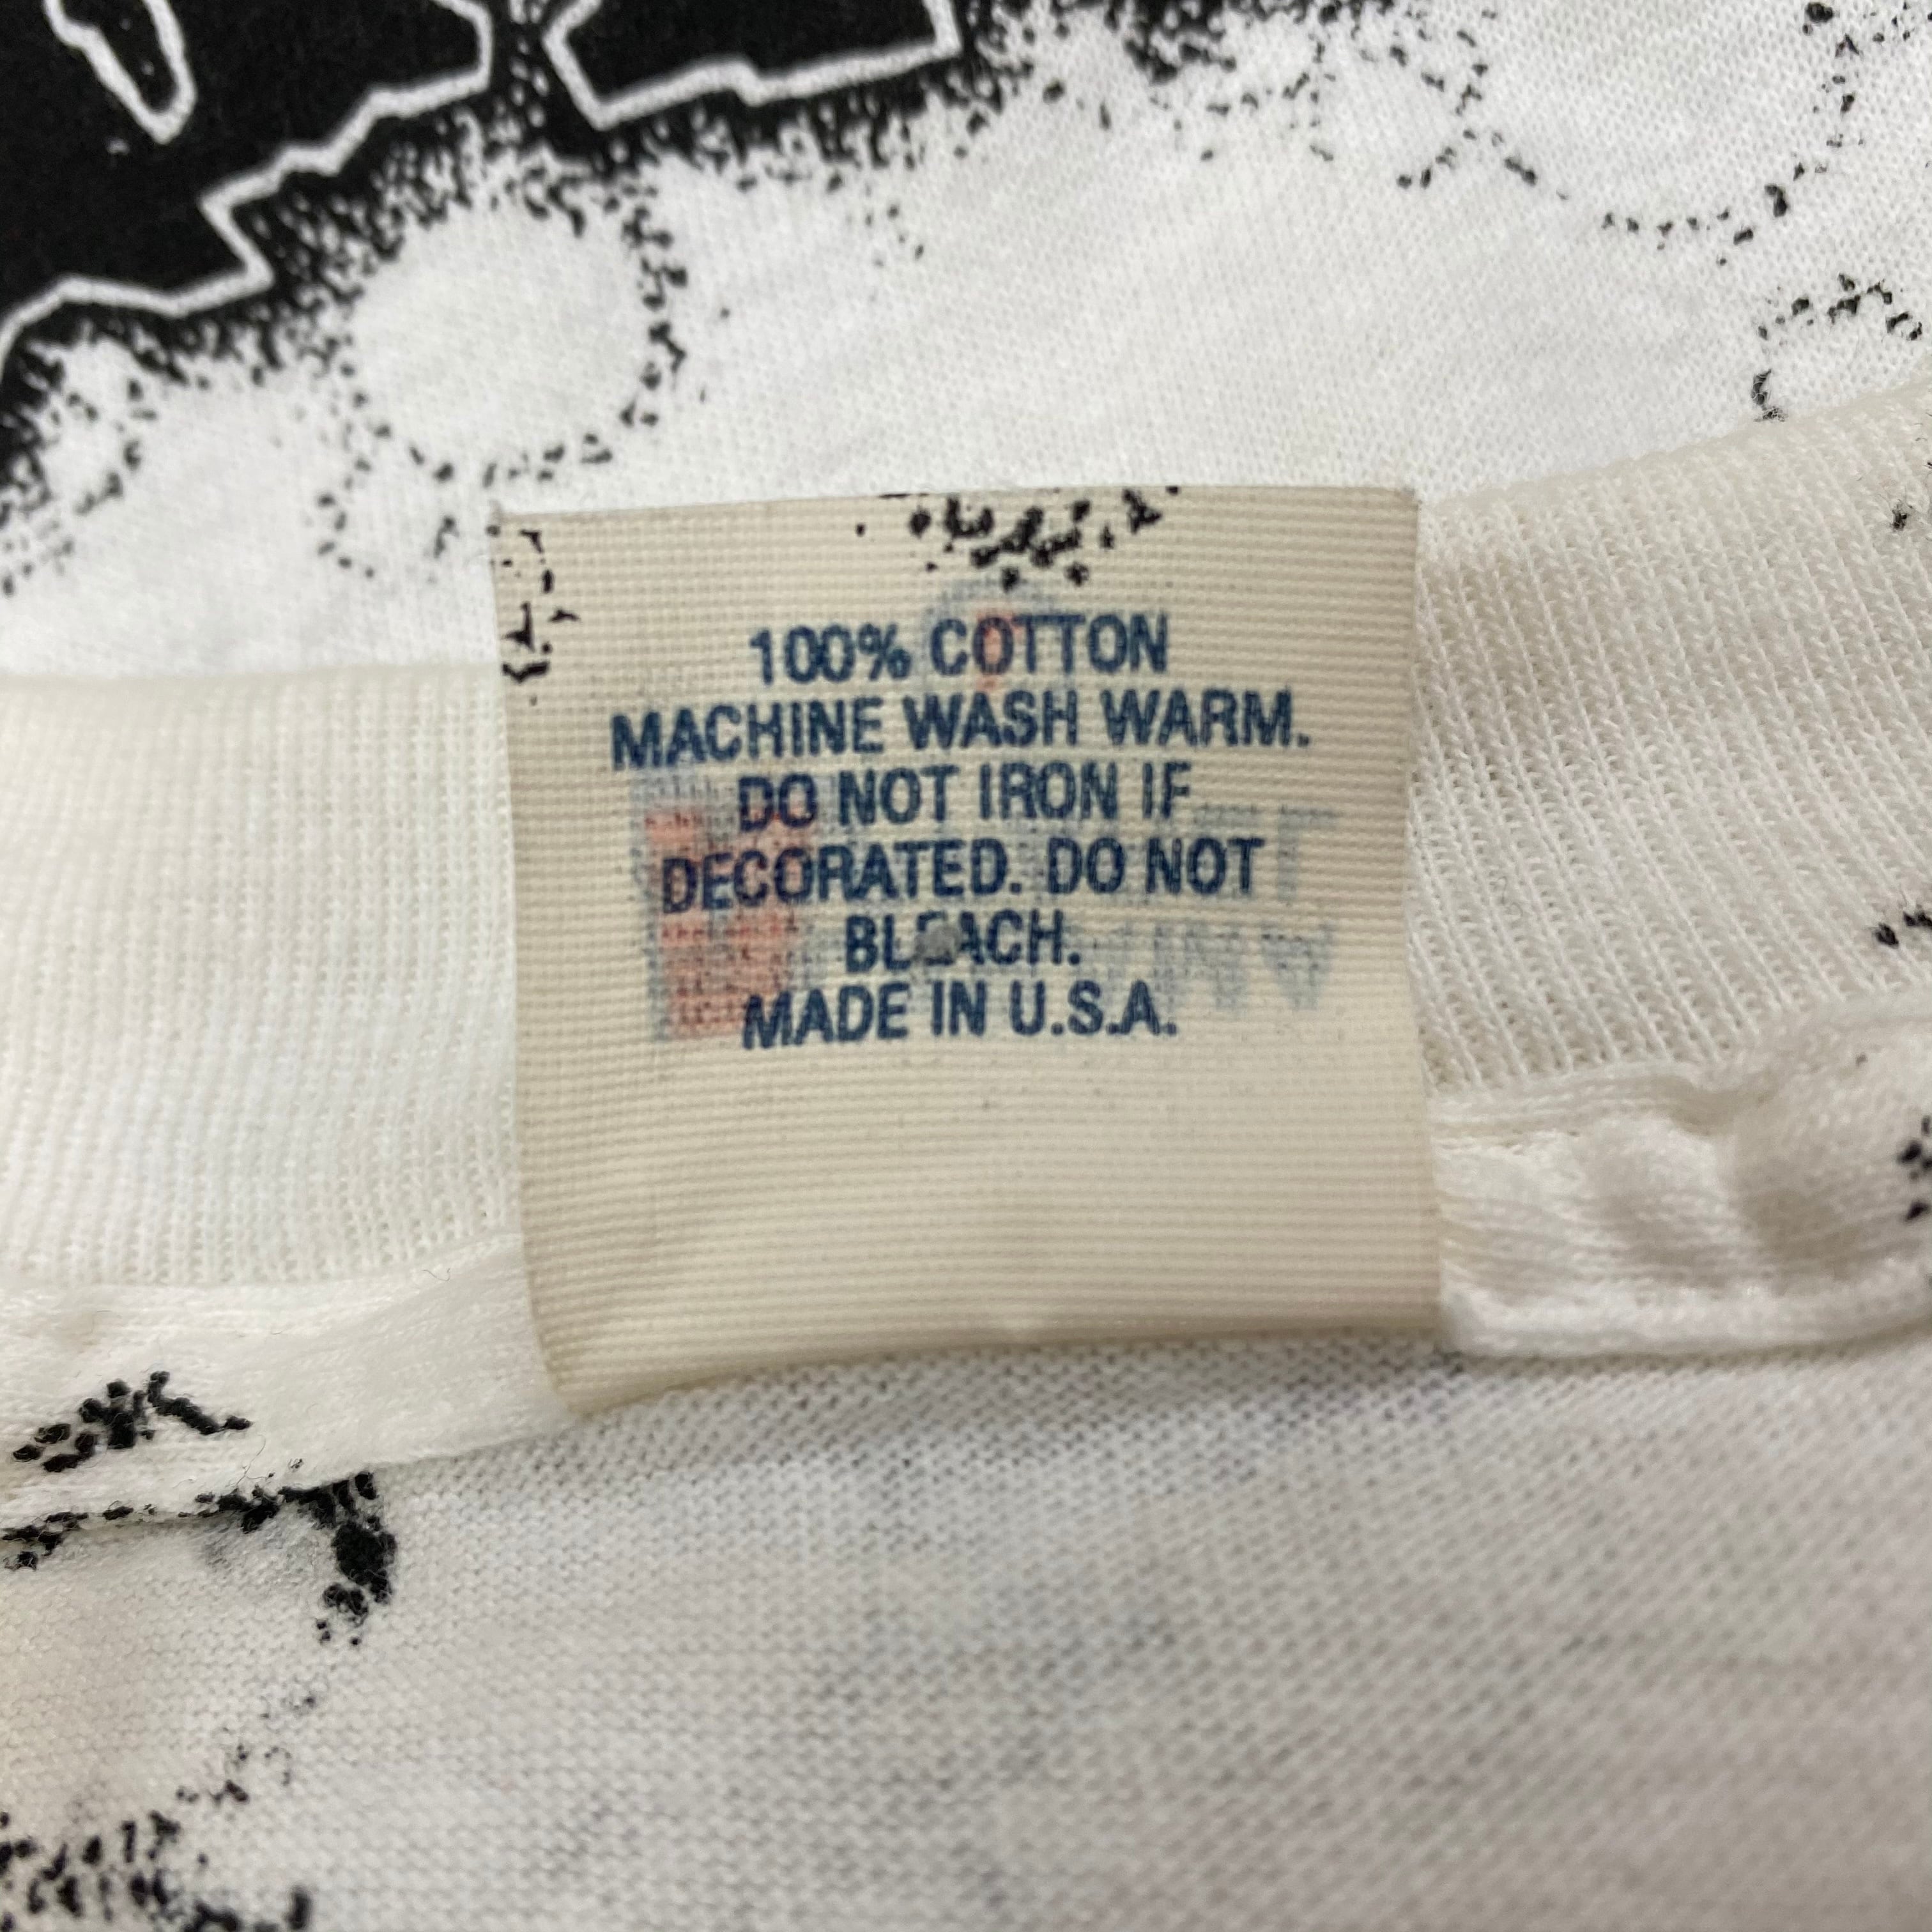 100% COTTON
MACHINE WASH WARM.
DO NOT IRON IF
DECORATED. DO NOT
BLEACH.
MADE IN U.S.A.